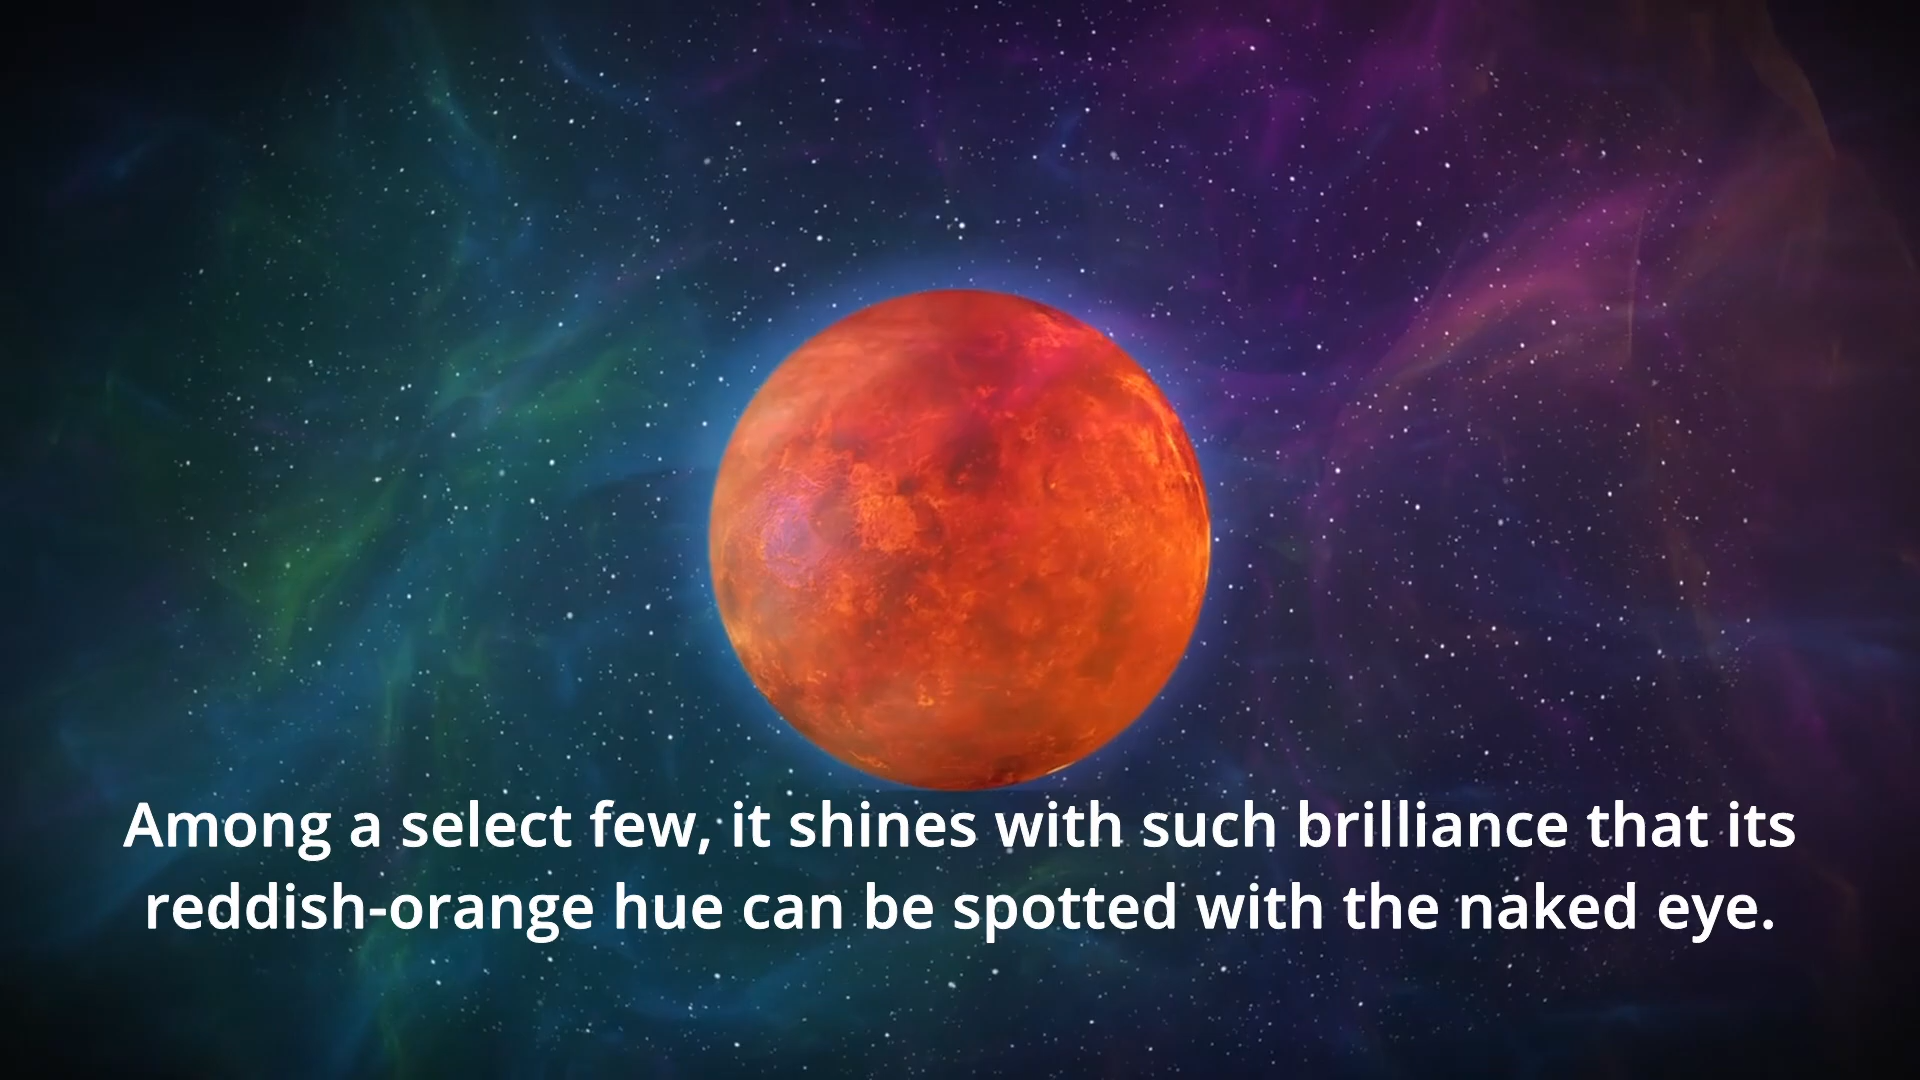 Among a select few, it shines with such brilliance that its
reddish-orange hue can be spotted with the naked eye.